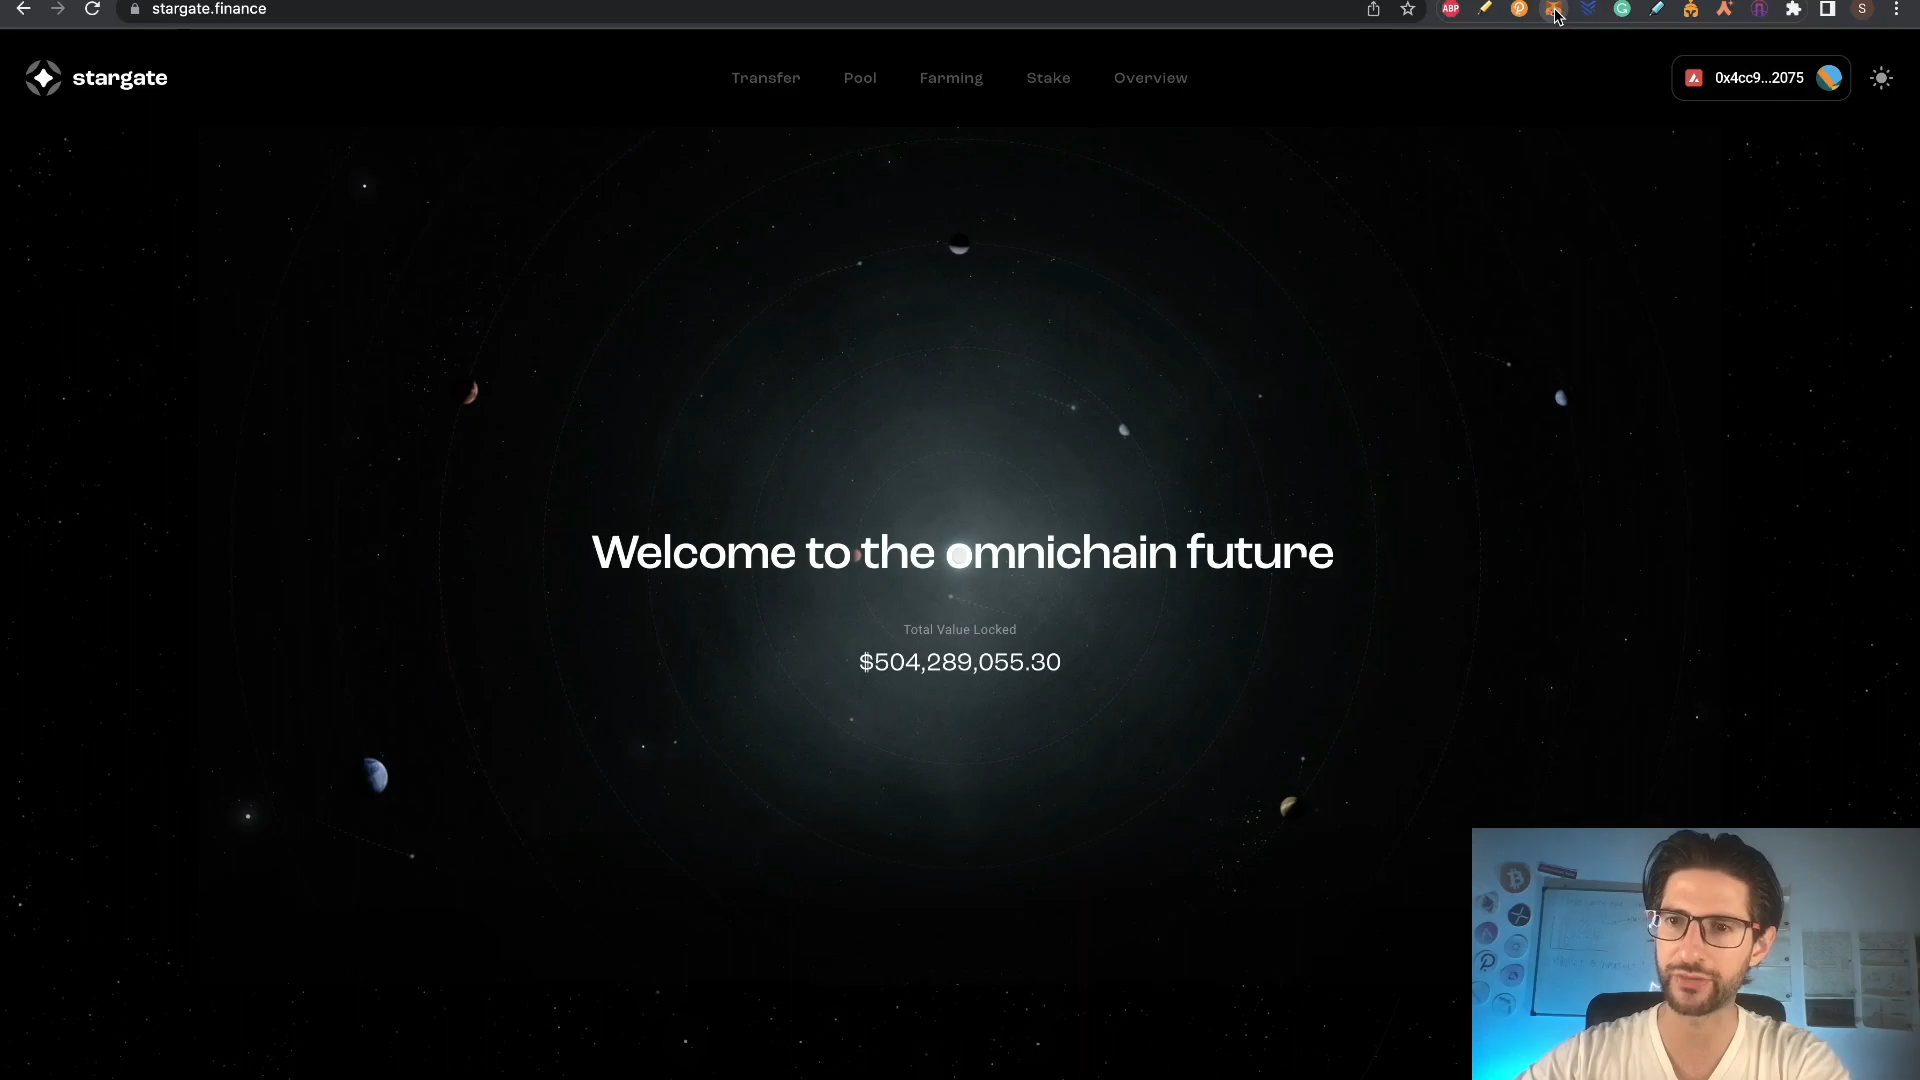 stargate.finance
ABP
S
stargate
Transfer
Pool
Farming
Stake
Overview
0x4cc9...2075
Welcome to the omnichain future
Total Value Locked
$504,289,055.30